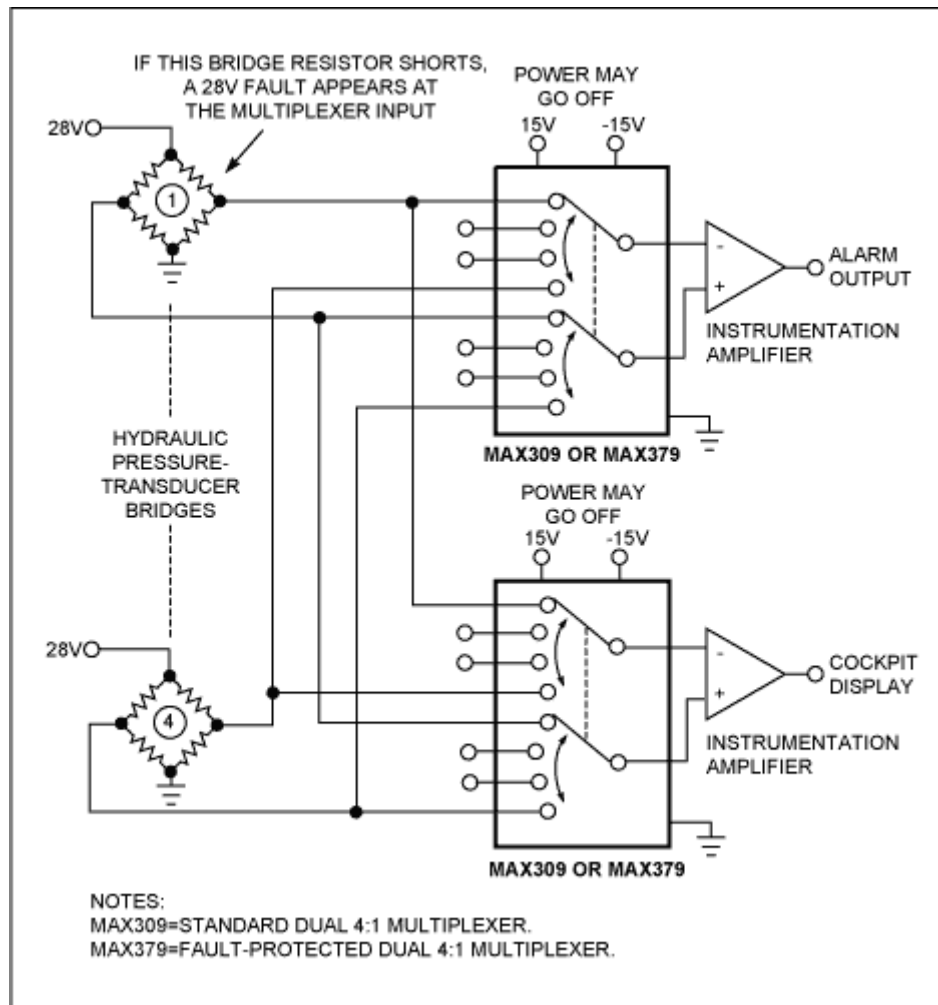 IF THIS BRIDGE RESISTOR SHORTS,
A 28V FAULT APPEARS AT
THE MULTIPLEXER INPUT
POWER MAY
GO OFF
15V
-15V
28V
1
-
+
ALARM
OUTPUT
INSTRUMENTATION
AMPLIFIER
MAX309 OR MAX379
HYDRAULIC
PRESSURE-
TRANSDUCER
BRIDGES
POWER MAY
GO OFF
15V
-15V
28V
4
-
+
COCKPIT
DISPLAY
INSTRUMENTATION
AMPLIFIER
MAX309 OR MAX379
NOTES:
MAX309=STANDARD DUAL 4:1 MULTIPLEXER.
MAX379=FAULT-PROTECTED DUAL 4:1 MULTIPLEXER.